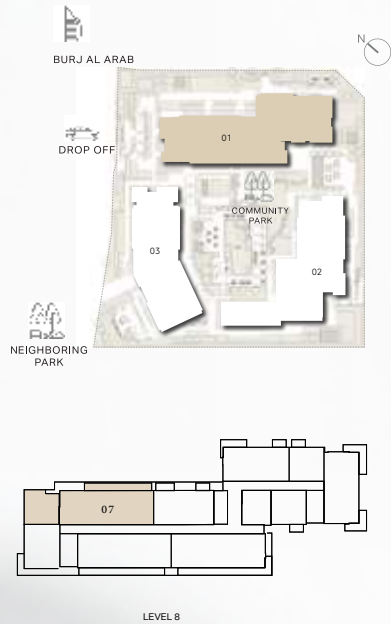 N
BURJ AL ARAB
01
DROP OFF
COMMUNITY
PARK
03
02
NEIGHBORING
PARK
07
LEVEL 8